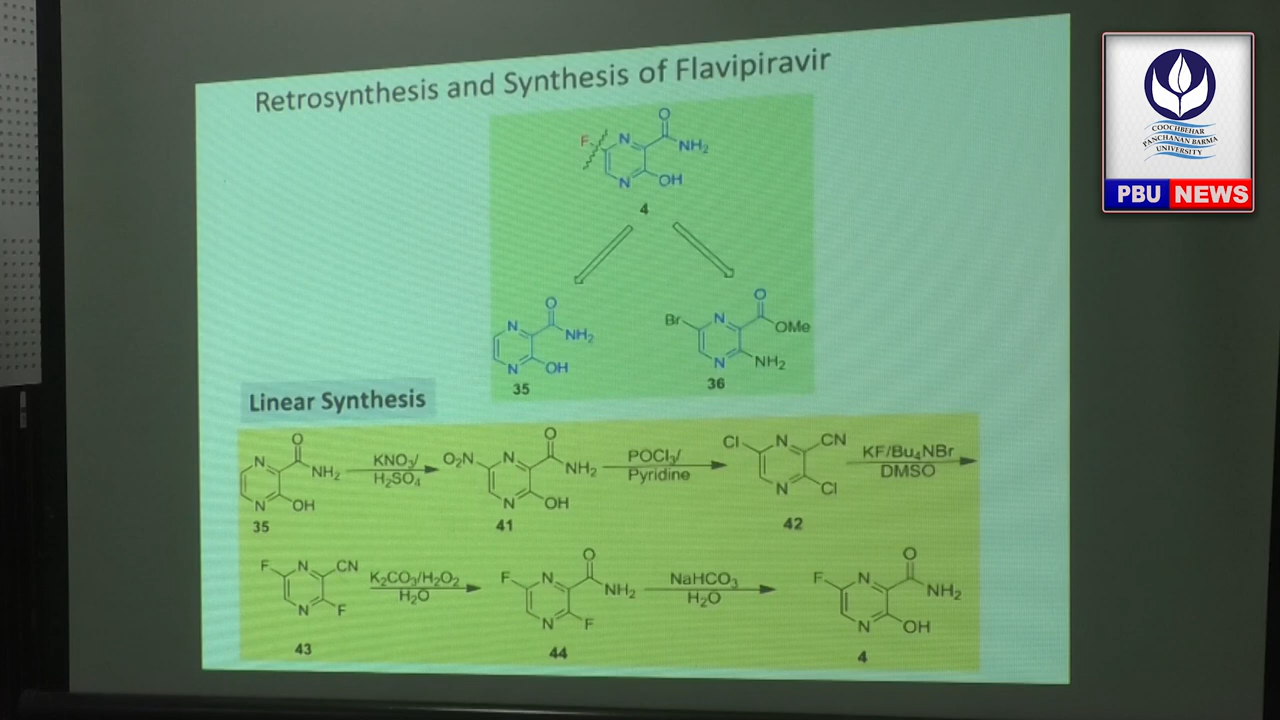 Retrosynthesis and Synthesis of Flavipiravir
O
F N NH2
N OH
4
O
N NH2
N OH
35
O
Br N OMe
N NH2
36
Linear Synthesis
O
N NH2
N OH
35
KNO3/
H2SO4
O
O2N N NH2
N OH
41
POCl3/
Pyridine
Cl N CN
N Cl
42
KF/Bu4NBr
DMSO
F N CN
N F
43
K2CO3/H2O2
H2O
O
F N NH2
N F
44
NaHCO3
H2O
O
F N NH2
N OH
4
COOCHBEHAR
PANCHANAN BARMA
UNIVERSITY
PBU NEWS